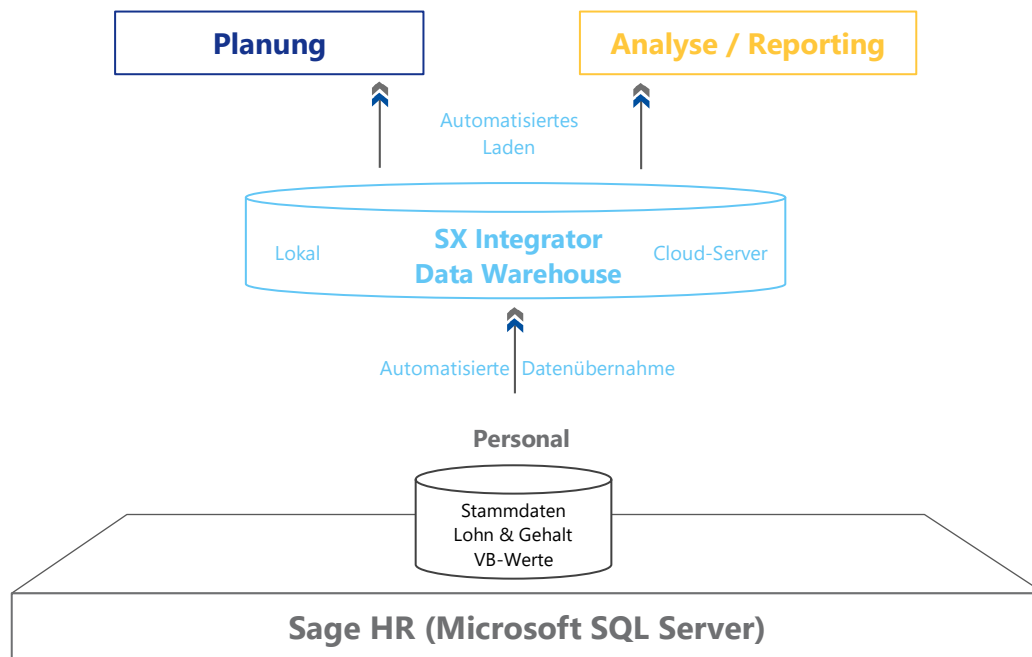 Planung
Analyse / Reporting
Automatisiertes
Laden
Lokal
SX Integrator
Data Warehouse
Cloud-Server
Automatisierte Datenübernahme
Personal
Stammdaten
Lohn & Gehalt
VB-Werte
Sage HR (Microsoft SQL Server)